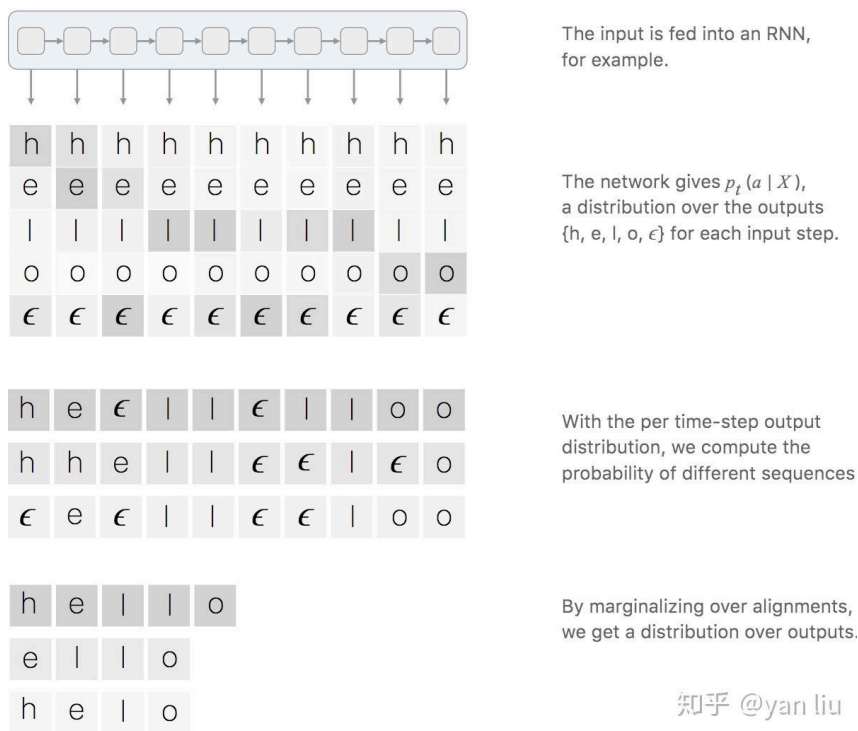 The input is fed into an RNN,
for example.
h h h h h h h h h h
e e e e e e e e e e
l l l l l l l l l l
o o o o o o o o o o
ϵ ϵ ϵ ϵ ϵ ϵ ϵ ϵ ϵ ϵ
The network gives pₜ (a | X),
a distribution over the outputs
{h, e, l, o, ϵ} for each input step.
h e ϵ l l ϵ l l o o
h h e l l ϵ ϵ l ϵ o
ϵ e ϵ l l ϵ ϵ l o o
With the per time-step output
distribution, we compute the
probability of different sequences
h e l l o
e l l o
h e l o
By marginalizing over alignments,
we get a distribution over outputs.
知乎 @yan liu